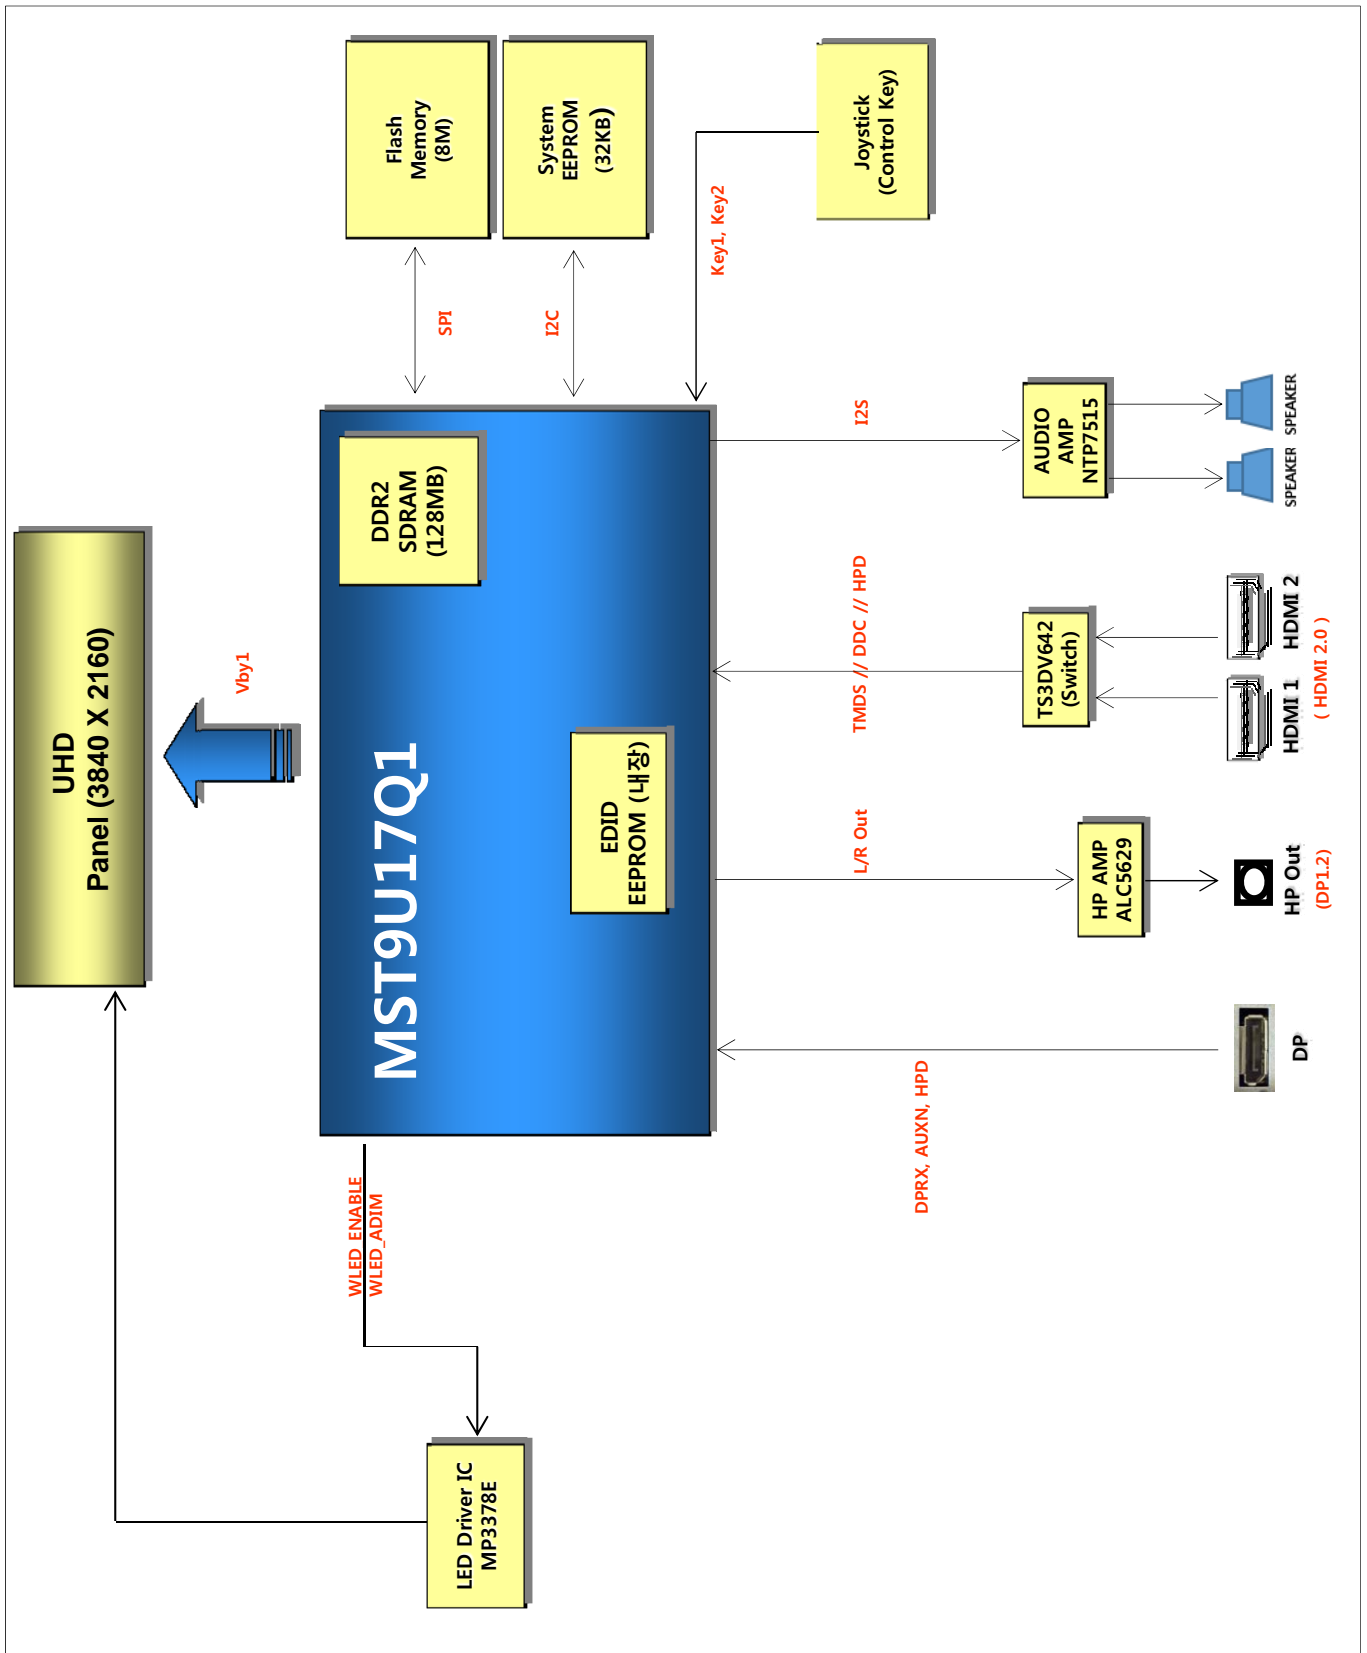 UHD
Panel (3840 X 2160)
Vby1
Flash
Memory
(8M)
System
EEPROM
(32KB)
Joystick
(Control Key)
SPI
I2C
Key1, Key2
DDR2
SDRAM
(128MB)
MST9U17Q1
EDID
EEPROM (내장)
WLED_ENABLE
WLED_ADIM
LED Driver IC
MP3378E
I2S
AUDIO
AMP
NTP7515
SPEAKER
SPEAKER
TMDS // DDC // HPD
TS3DV642
(Switch)
HDMI 2
HDMI 1
( HDMI 2.0 )
L/R Out
HP AMP
ALC5629
HP Out
(DP1.2)
DPRX, AUXN, HPD
DP